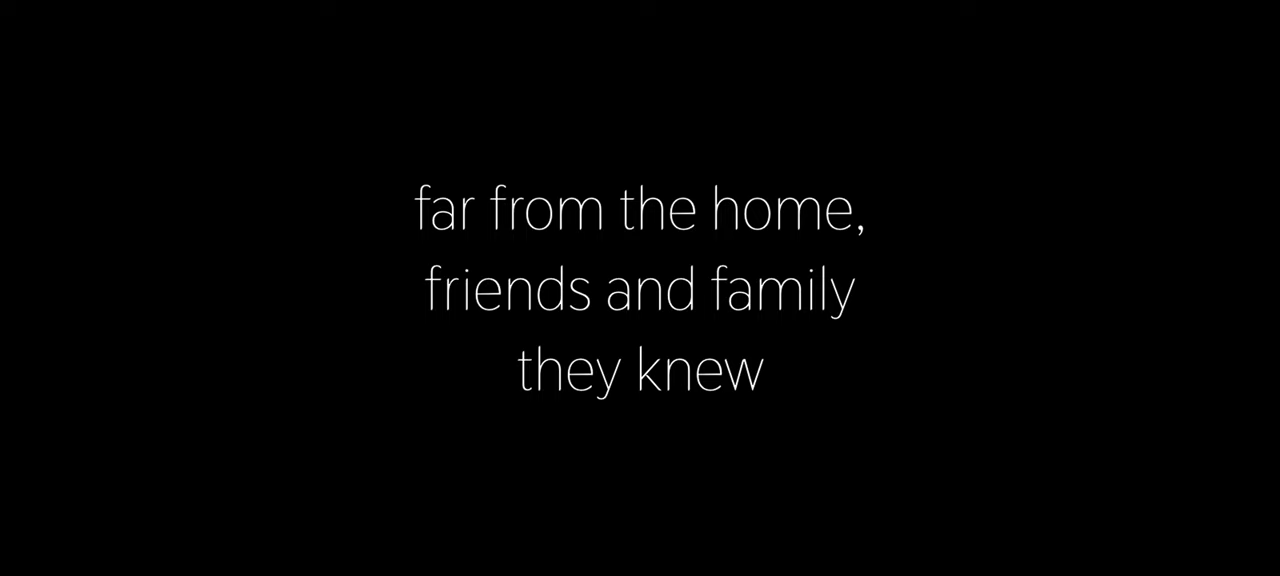 far from the home,
friends and family
they knew